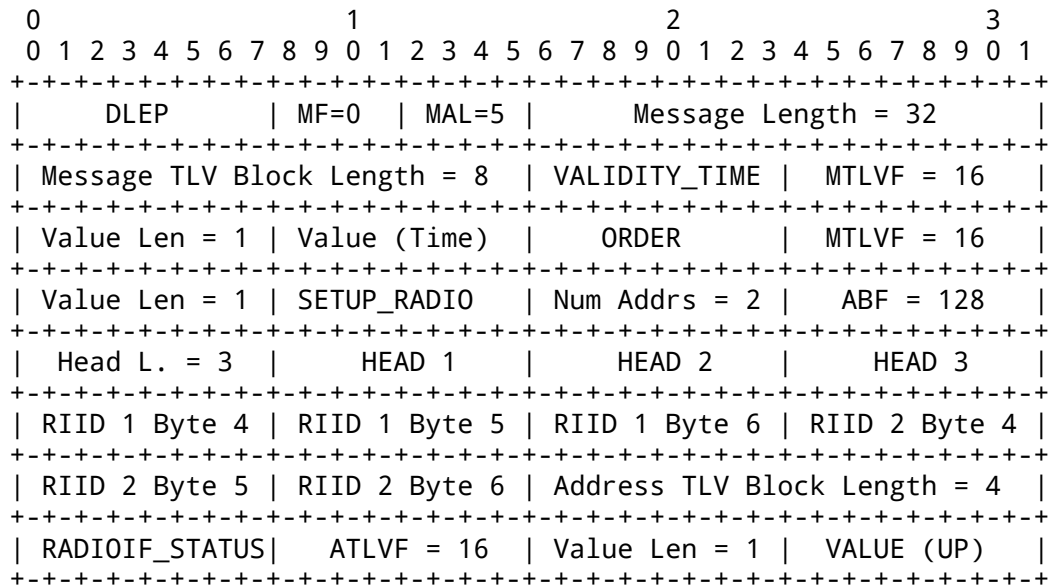 0                   1                   2                   3
 0 1 2 3 4 5 6 7 8 9 0 1 2 3 4 5 6 7 8 9 0 1 2 3 4 5 6 7 8 9 0 1
+-+-+-+-+-+-+-+-+-+-+-+-+-+-+-+-+-+-+-+-+-+-+-+-+-+-+-+-+-+-+-+-+
|     DLEP      | MF=0  | MAL=5 |      Message Length = 32      |
+-+-+-+-+-+-+-+-+-+-+-+-+-+-+-+-+-+-+-+-+-+-+-+-+-+-+-+-+-+-+-+-+
| Message TLV Block Length = 8  | VALIDITY_TIME |  MTLVF = 16   |
+-+-+-+-+-+-+-+-+-+-+-+-+-+-+-+-+-+-+-+-+-+-+-+-+-+-+-+-+-+-+-+-+
| Value Len = 1 | Value (Time)  |    ORDER      |  MTLVF = 16   |
+-+-+-+-+-+-+-+-+-+-+-+-+-+-+-+-+-+-+-+-+-+-+-+-+-+-+-+-+-+-+-+-+
| Value Len = 1 | SETUP_RADIO   | Num Addrs = 2 |   ABF = 128   |
+-+-+-+-+-+-+-+-+-+-+-+-+-+-+-+-+-+-+-+-+-+-+-+-+-+-+-+-+-+-+-+-+
|  Head L. = 3  |     HEAD 1    |     HEAD 2    |     HEAD 3    |
+-+-+-+-+-+-+-+-+-+-+-+-+-+-+-+-+-+-+-+-+-+-+-+-+-+-+-+-+-+-+-+-+
| RIID 1 Byte 4 | RIID 1 Byte 5 | RIID 1 Byte 6 | RIID 2 Byte 4 |
+-+-+-+-+-+-+-+-+-+-+-+-+-+-+-+-+-+-+-+-+-+-+-+-+-+-+-+-+-+-+-+-+
| RIID 2 Byte 5 | RIID 2 Byte 6 | Address TLV Block Length = 4  |
+-+-+-+-+-+-+-+-+-+-+-+-+-+-+-+-+-+-+-+-+-+-+-+-+-+-+-+-+-+-+-+-+
| RADIOIF_STATUS|   ATLVF = 16  | Value Len = 1 |  VALUE (UP)   |
+-+-+-+-+-+-+-+-+-+-+-+-+-+-+-+-+-+-+-+-+-+-+-+-+-+-+-+-+-+-+-+-+